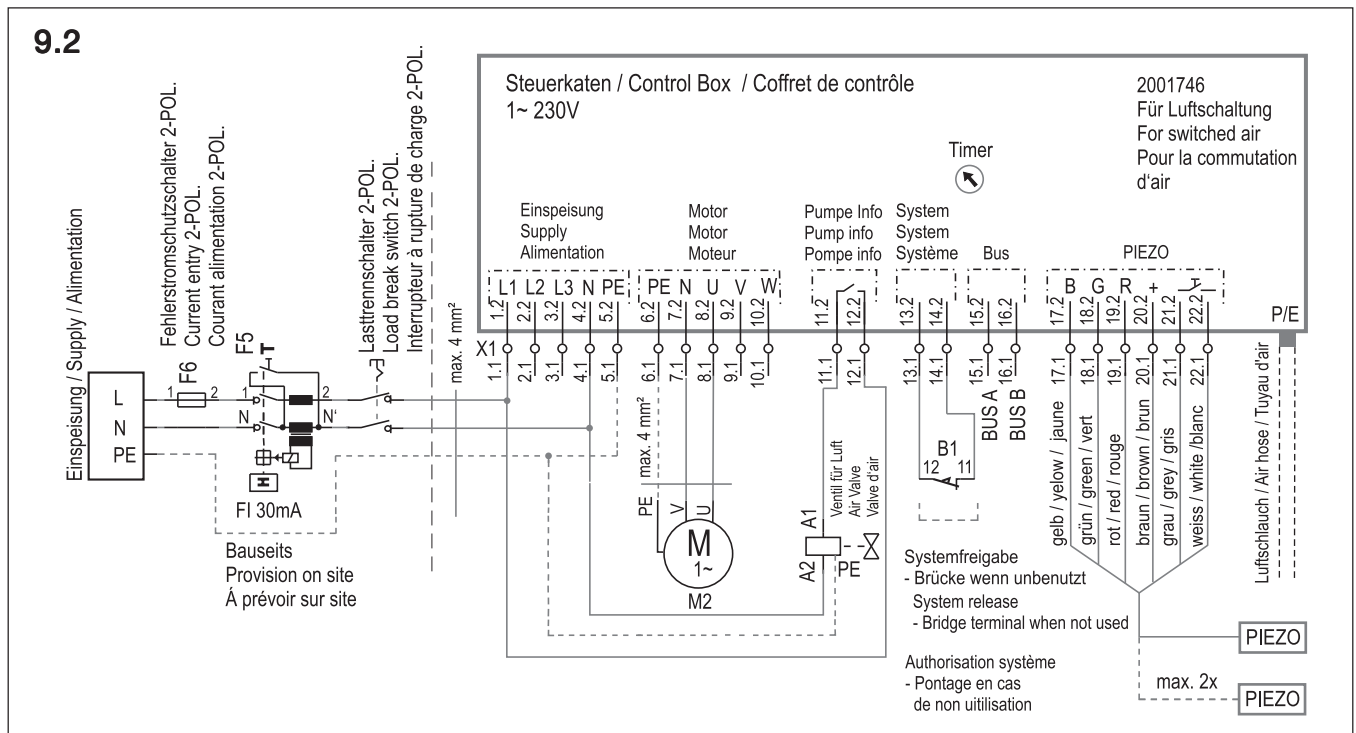 9.2
Steuerkaten / Control Box / Coffret de contrôle
1~ 230V
2001746
Für Luftschaltung
For switched air
Pour la commutation
d'air
Timer
Einspeisung
Supply
Alimentation
Motor
Motor
Moteur
Pumpe Info
Pump info
Pompe info
System
System
Système
Bus
PIEZO
L1 L2 L3 N PE
PE N U V W
B G R +
1.2 2.2 3.2 4.2 5.2 6.2 7.2 8.2 9.2 10.2 11.2 12.2 13.2 14.2 15.2 16.2 17.2 18.2 19.2 20.2 21.2 22.2
P/E
X1
1.1 2.1 3.1 4.1 5.1 6.1 7.1 8.1 9.1 10.1 11.1 12.1 13.1 14.1 15.1 16.1 17.1 18.1 19.1 20.1 21.1 22.1
Einspeisung / Supply / Alimentation
Fehlerstromschutzschalter 2-POL.
Current entry 2-POL.
Courant alimentation 2-POL.
Lasttrennschalter 2-POL.
Load break switch 2-POL.
Interrupteur à rupture de charge 2-POL.
max. 4 mm²
L
N
PE
F6
1 2
F5
T
1 2
N N'
H
FI 30mA
Bauseits
Provision on site
Á prévoir sur site
max. 4 mm²
PE V U
M
1~
M2
Ventil für Luft
Air Valve
Valve d'air
A1
A2
PE
B1
12 11
BUS A
BUS B
gelb / yellow / jaune
grün / green / vert
rot / red / rouge
braun / brown / brun
grau / grey / gris
weiss / white /blanc
Luftschlauch / Air hose / Tuyau d'air
Systemfreigabe
- Brücke wenn unbenutzt
System release
- Bridge terminal when not used
Authorisation système
- Pontage en cas
de non uitilisation
PIEZO
max. 2x
PIEZO